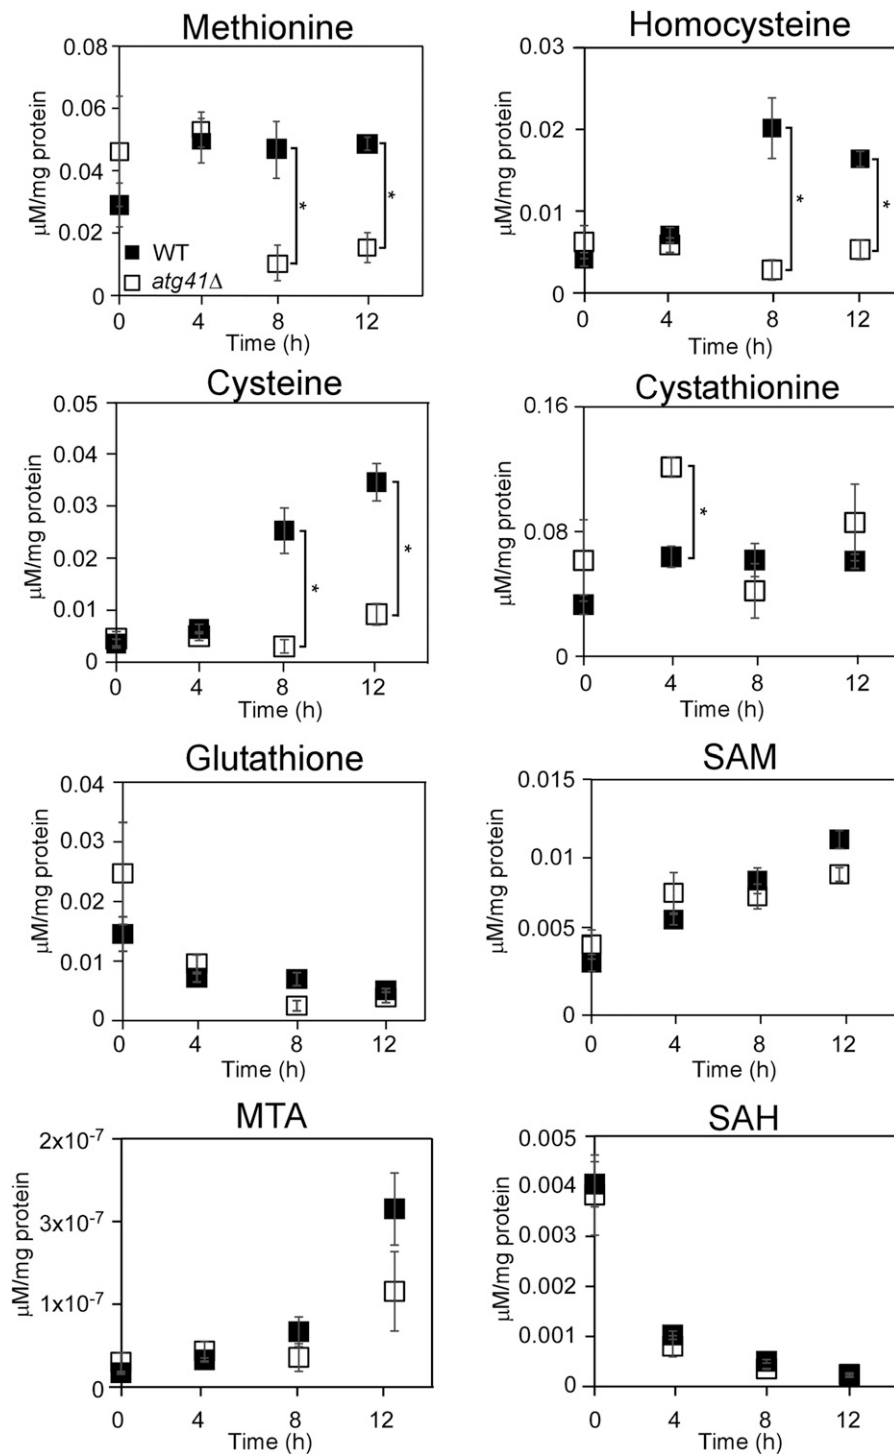 Methionine
μM/mg protein
0.08
0.06
0.04
0.02
0
WT
atg41Δ
*
*
0 4 8 12
Time (h)
Homocysteine
μM/mg protein
0.03
0.02
0.01
0
*
*
0 4 8 12
Time (h)
Cysteine
μM/mg protein
0.05
0.04
0.03
0.02
0.01
0
*
*
0 4 8 12
Time (h)
Cystathionine
μM/mg protein
0.16
0.08
0
*
0 4 8 12
Time (h)
Glutathione
μM/mg protein
0.04
0.03
0.02
0.01
0
0 4 8 12
Time (h)
SAM
μM/mg protein
0.015
0.01
0.005
0
0 4 8 12
Time (h)
MTA
μM/mg protein
2x10-7
3x10-7
1x10-7
0
0 4 8 12
Time (h)
SAH
μM/mg protein
0.005
0.004
0.003
0.002
0.001
0
0 4 8 12
Time (h)